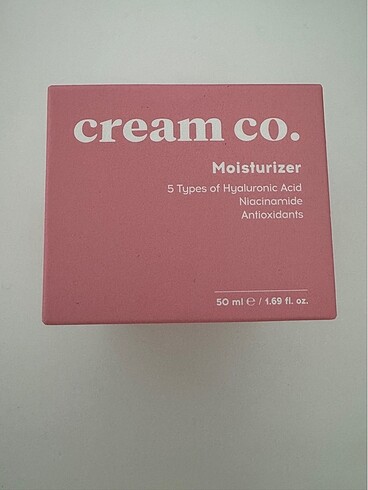 cream co.
Moisturizer
5 Types of Hyaluronic Acid
Niacinamide
Antioxidants
50 ml ℮ / 1.69 fl. oz.